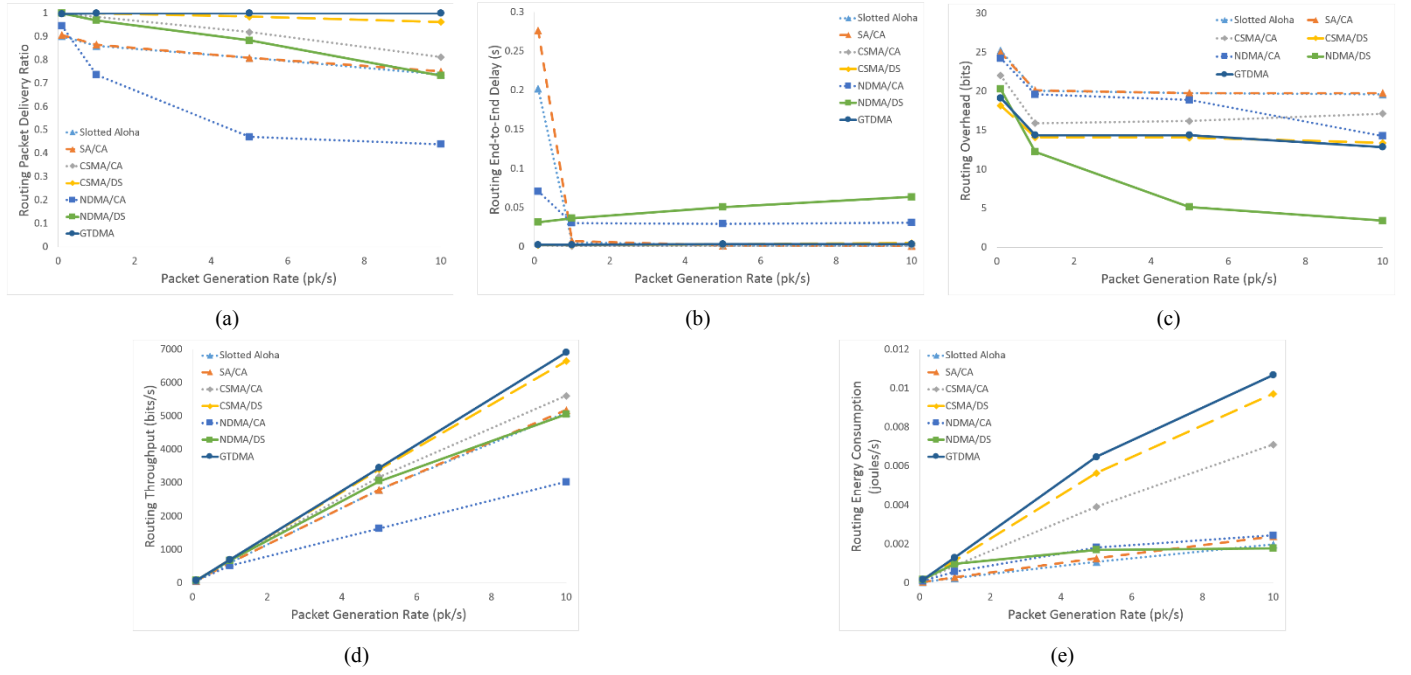 1
0.9
0.8
0.7
0.6
0.5
0.4
0.3
0.2
0.1
0
Routing Packet Delivery Ratio
Slotted Aloha
SA/CA
CSMA/CA
CSMA/DS
NDMA/CA
NDMA/DS
GTDMA
0 2 4 6 8 10
Packet Generation Rate (pk/s)
(a)
0.3
0.25
0.2
0.15
0.1
0.05
0
Routing End-to-End Delay (s)
Slotted Aloha
SA/CA
CSMA/CA
CSMA/DS
NDMA/CA
NDMA/DS
GTDMA
0 2 4 6 8 10
Packet Generation Rate (pk/s)
(b)
30
25
20
15
10
5
0
Routing Overhead (bits)
Slotted Aloha SA/CA
CSMA/CA CSMA/DS
NDMA/CA NDMA/DS
GTDMA
0 2 4 6 8 10
Packet Generation Rate (pk/s)
(c)
7000
6000
5000
4000
3000
2000
1000
0
Routing Throughput (bits/s)
Slotted Aloha
SA/CA
CSMA/CA
CSMA/DS
NDMA/CA
NDMA/DS
GTDMA
0 2 4 6 8 10
Packet Generation Rate (pk/s)
(d)
0.012
0.01
0.008
0.006
0.004
0.002
0
Routing Energy Consumption
(joules/s)
Slotted Aloha
SA/CA
CSMA/CA
CSMA/DS
NDMA/CA
NDMA/DS
GTDMA
0 2 4 6 8 10
Packet Generation Rate (pk/s)
(e)